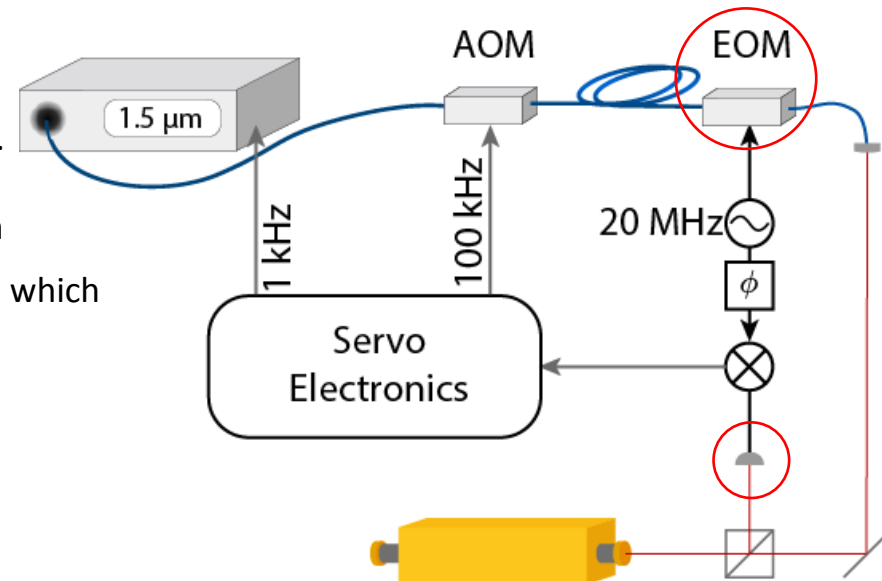 AOM
EOM
1.5 µm
1 kHz
100 kHz
20 MHz
which
ϕ
Servo
Electronics